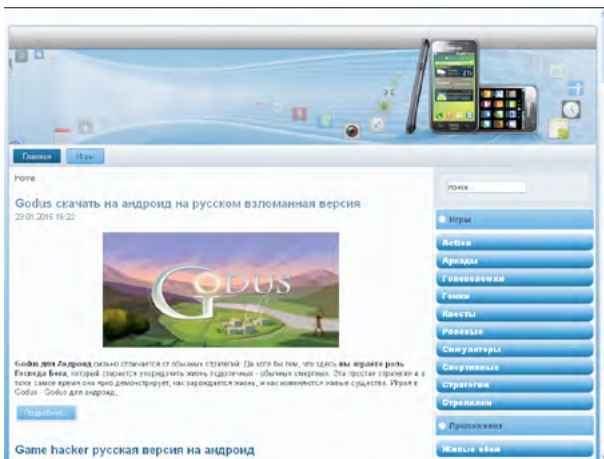 Главная
Игры
Home
поиск...
Godus скачать на андроид на русском взломанная версия
23.01.2015 16:22
GODUS
Godus для Андроид сильно отличается от обычных стратегий. Да хотя бы тем, что здесь вы играете роль
Господа Бога, который старается упорядочить жизнь подопечных - обычных смертных. Эта простая стратегия и в
тоже самое время она ярко демонстрирует, как зарождается жизнь, и как изменяются живые существа. Играя в
Godus - Godus для андроид,
Подробнее...
Game hacker русская версия на андроид
Игры
Action
Аркады
Головоломки
Гонки
Квесты
Ролевые
Симуляторы
Спортивные
Стратегии
Стрелялки
Приложения
Живые обои